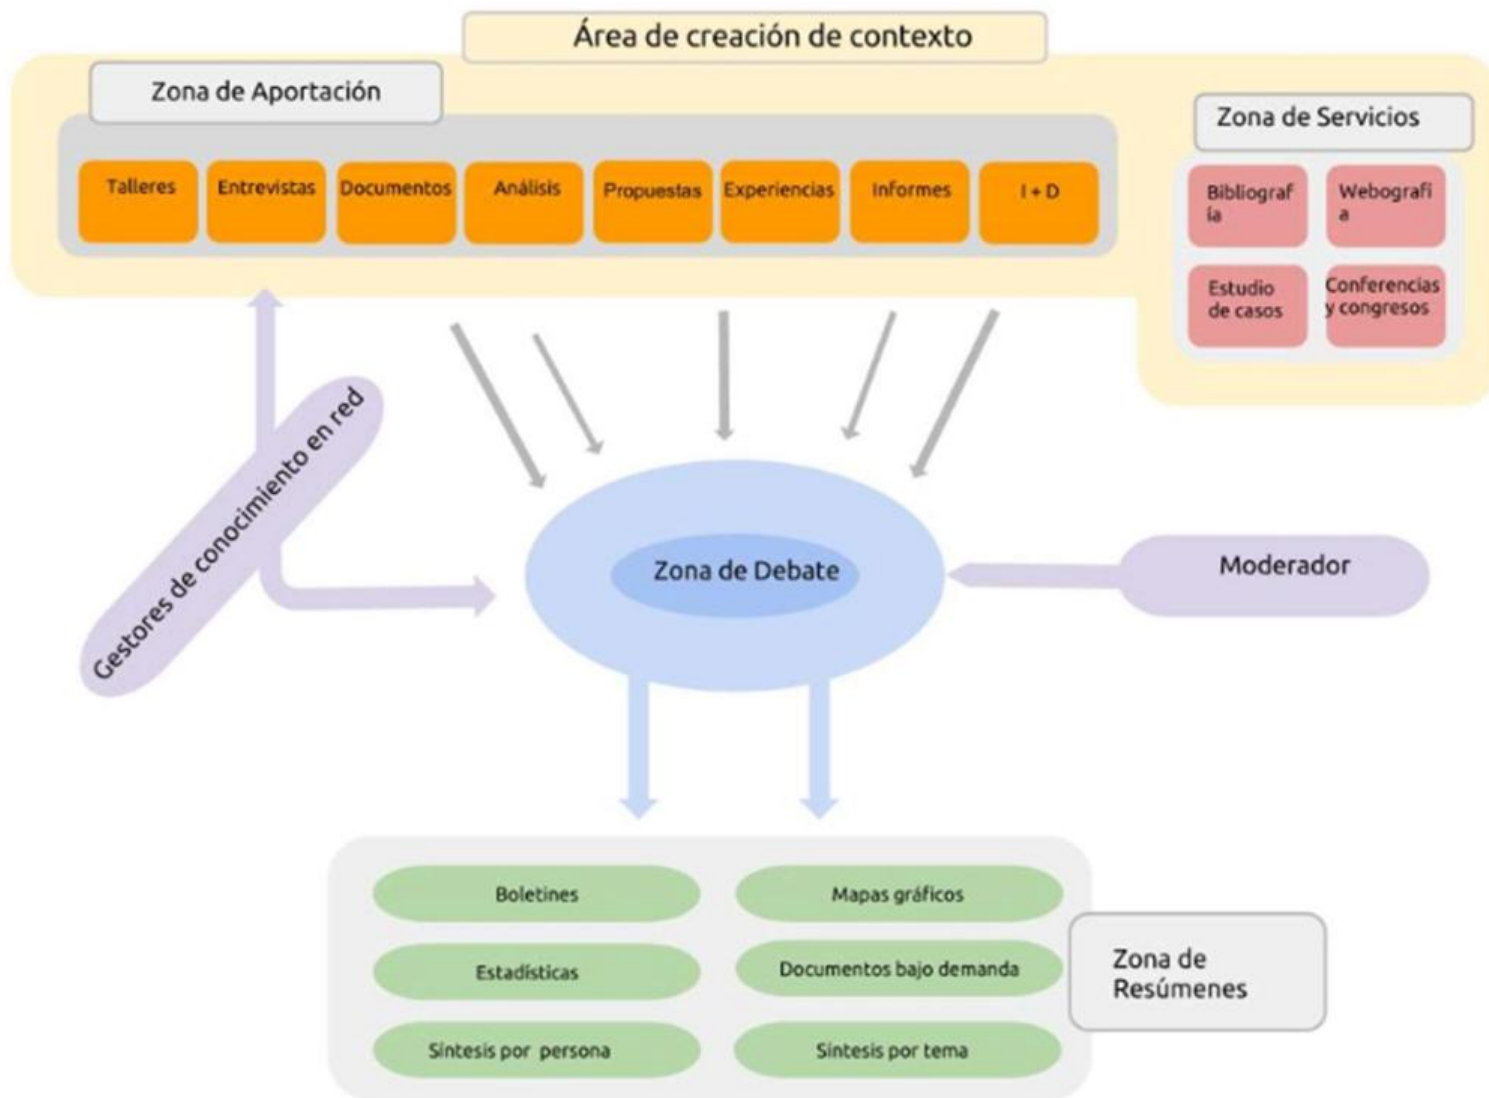 Área de creación de contexto
Zona de Aportación
Zona de Servicios
Talleres
Entrevistas
Documentos
Análisis
Propuestas
Experiencias
Informes
I + D
Bibliograf
ía
Webografi
a
Estudio
de casos
Conferencias
y congresos
Gestores de conocimiento en red
Zona de Debate
Moderador
Boletines
Mapas gráficos
Estadísticas
Documentos bajo demanda
Síntesis por persona
Síntesis por tema
Zona de
Resúmenes